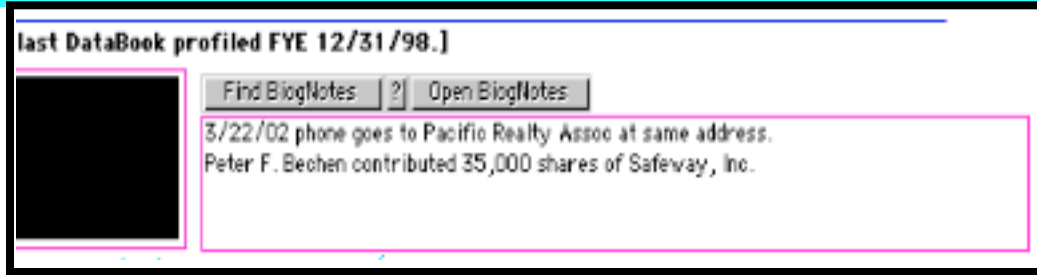 last DataBook profiled FYE 12/31/98.]
Find BiogNotes ? Open BiogNotes
3/22/02 phone goes to Pacific Realty Assoc at same address.
Peter F. Bechen contributed 35,000 shares of Safeway, Inc.